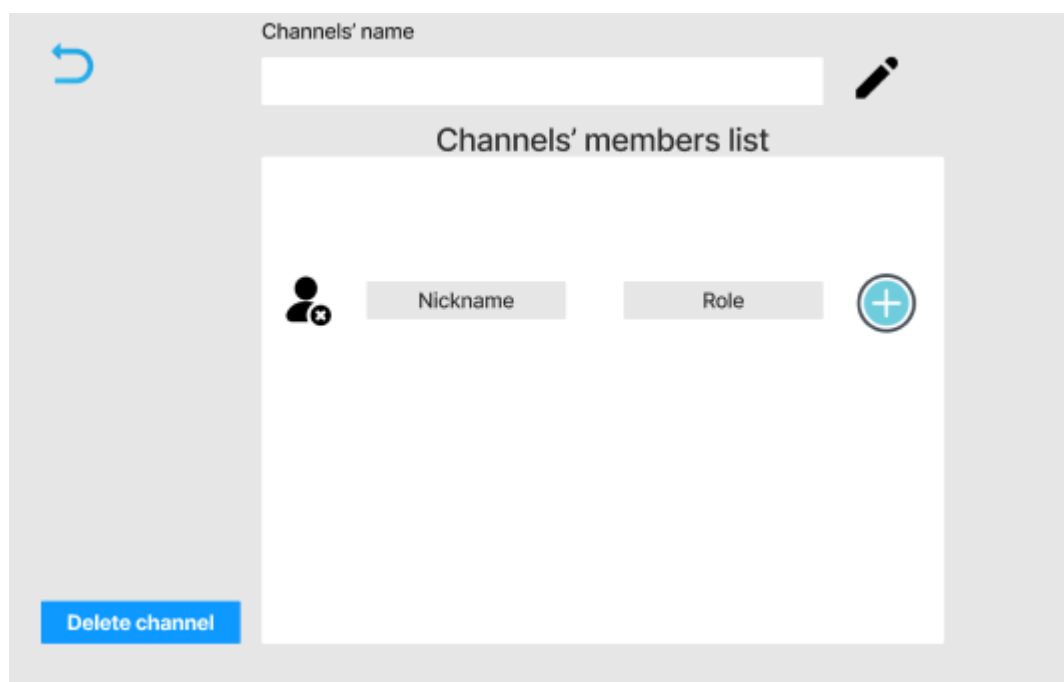 Channels' name
Channels' members list
Nickname
Role
Delete channel